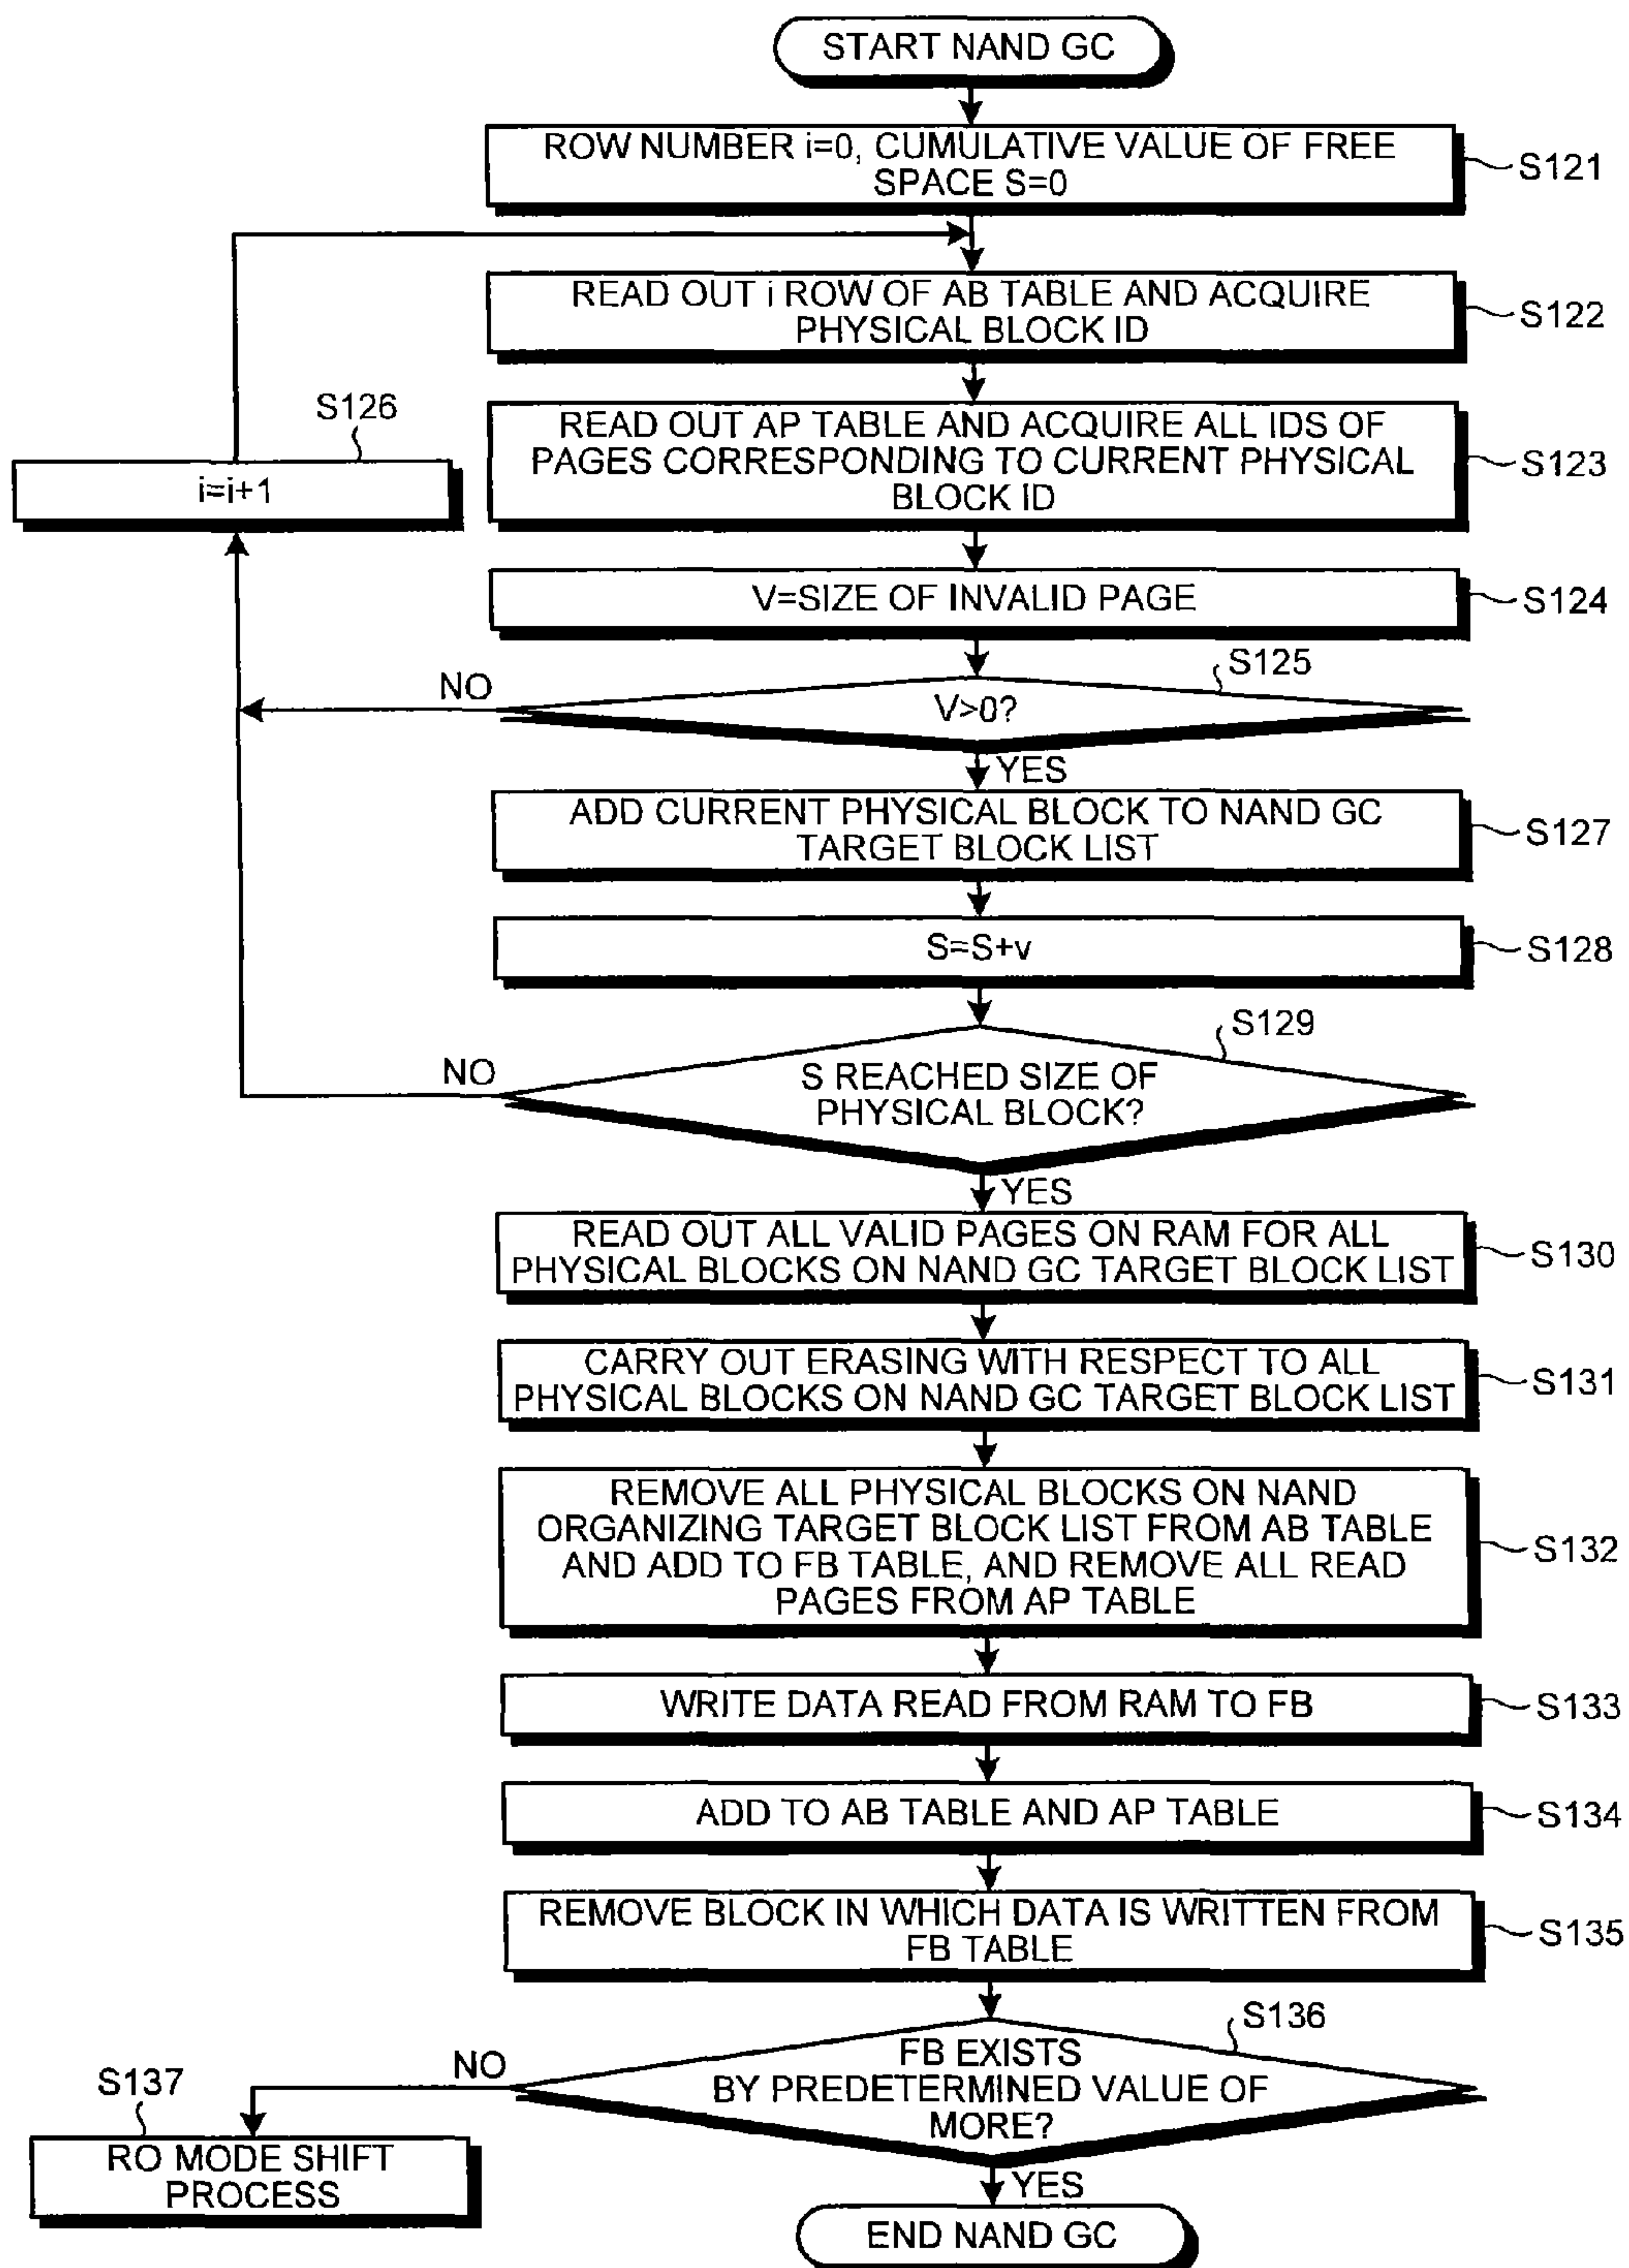 START NAND GC
ROW NUMBER i=0, CUMULATIVE VALUE OF FREE
SPACE S=0
S121
READ OUT i ROW OF AB TABLE AND ACQUIRE
PHYSICAL BLOCK ID
S122
S126
i=i+1
READ OUT AP TABLE AND ACQUIRE ALL IDS OF
PAGES CORRESPONDING TO CURRENT PHYSICAL
BLOCK ID
S123
V=SIZE OF INVALID PAGE
S124
S125
NO
V>0?
YES
ADD CURRENT PHYSICAL BLOCK TO NAND GC
TARGET BLOCK LIST
S127
S=S+v
S128
S129
NO
S REACHED SIZE OF
PHYSICAL BLOCK?
YES
READ OUT ALL VALID PAGES ON RAM FOR ALL
PHYSICAL BLOCKS ON NAND GC TARGET BLOCK LIST
S130
CARRY OUT ERASING WITH RESPECT TO ALL
PHYSICAL BLOCKS ON NAND GC TARGET BLOCK LIST
S131
REMOVE ALL PHYSICAL BLOCKS ON NAND
ORGANIZING TARGET BLOCK LIST FROM AB TABLE
AND ADD TO FB TABLE, AND REMOVE ALL READ
PAGES FROM AP TABLE
S132
WRITE DATA READ FROM RAM TO FB
S133
ADD TO AB TABLE AND AP TABLE
S134
REMOVE BLOCK IN WHICH DATA IS WRITTEN FROM
FB TABLE
S135
S136
NO
FB EXISTS
BY PREDETERMINED VALUE OF
MORE?
S137
RO MODE SHIFT
PROCESS
YES
END NAND GC